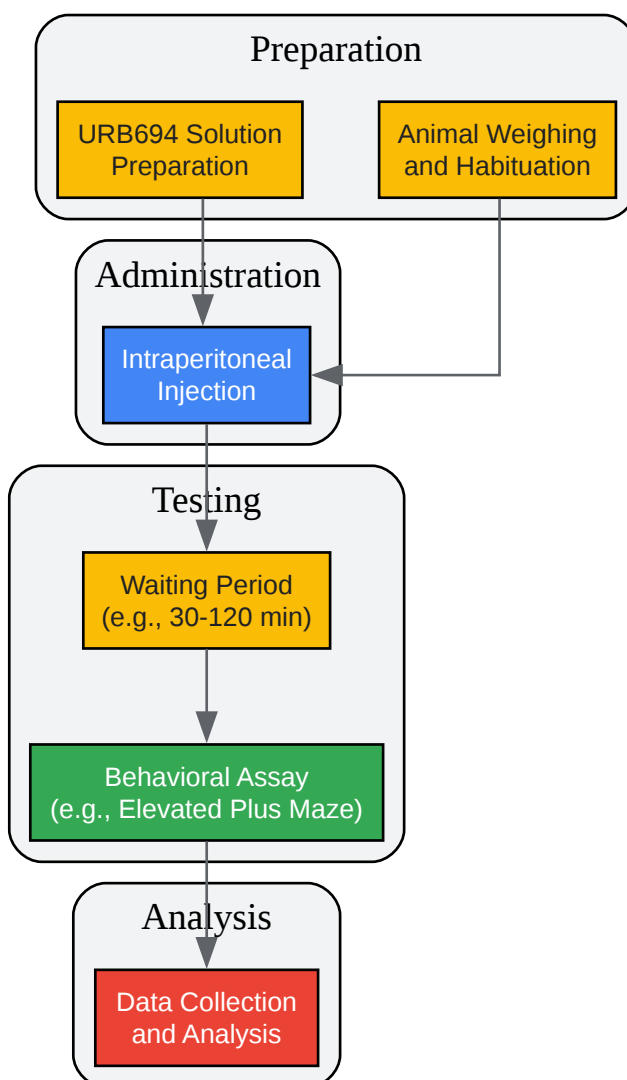 Preparation
URB694 Solution
Preparation
Animal Weighing
and Habituation
Administration
Intraperitoneal
Injection
Testing
Waiting Period
(e.g., 30-120 min)
Behavioral Assay
(e.g., Elevated Plus Maze)
Analysis
Data Collection
and Analysis